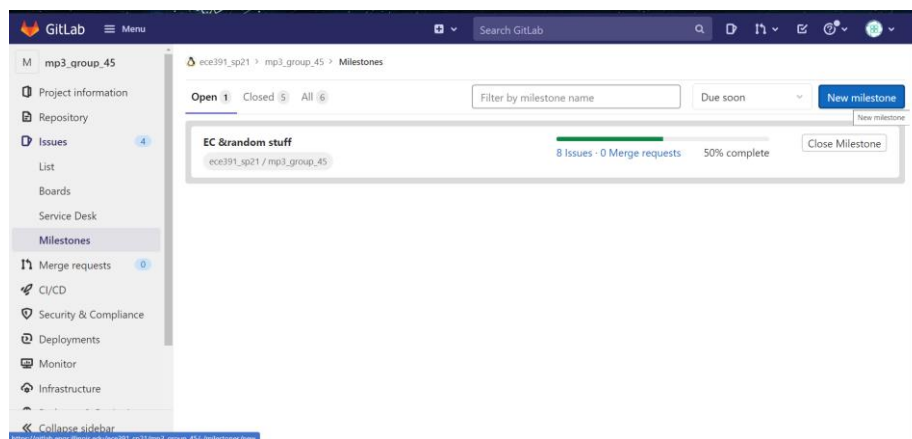 GitLab Menu Search GitLab
M mp3_group_45
ece391_sp21 > mp3_group_45 > Milestones
Project information
Open 1 Closed 5 All 6 Filter by milestone name Due soon New milestone
New milestone
Repository
Issues 4
EC &random stuff 8 Issues · 0 Merge requests 50% complete Close Milestone
ece391_sp21 / mp3_group_45
List
Boards
Service Desk
Milestones
Merge requests 0
CI/CD
Security & Compliance
Deployments
Monitor
Infrastructure
Collapse sidebar